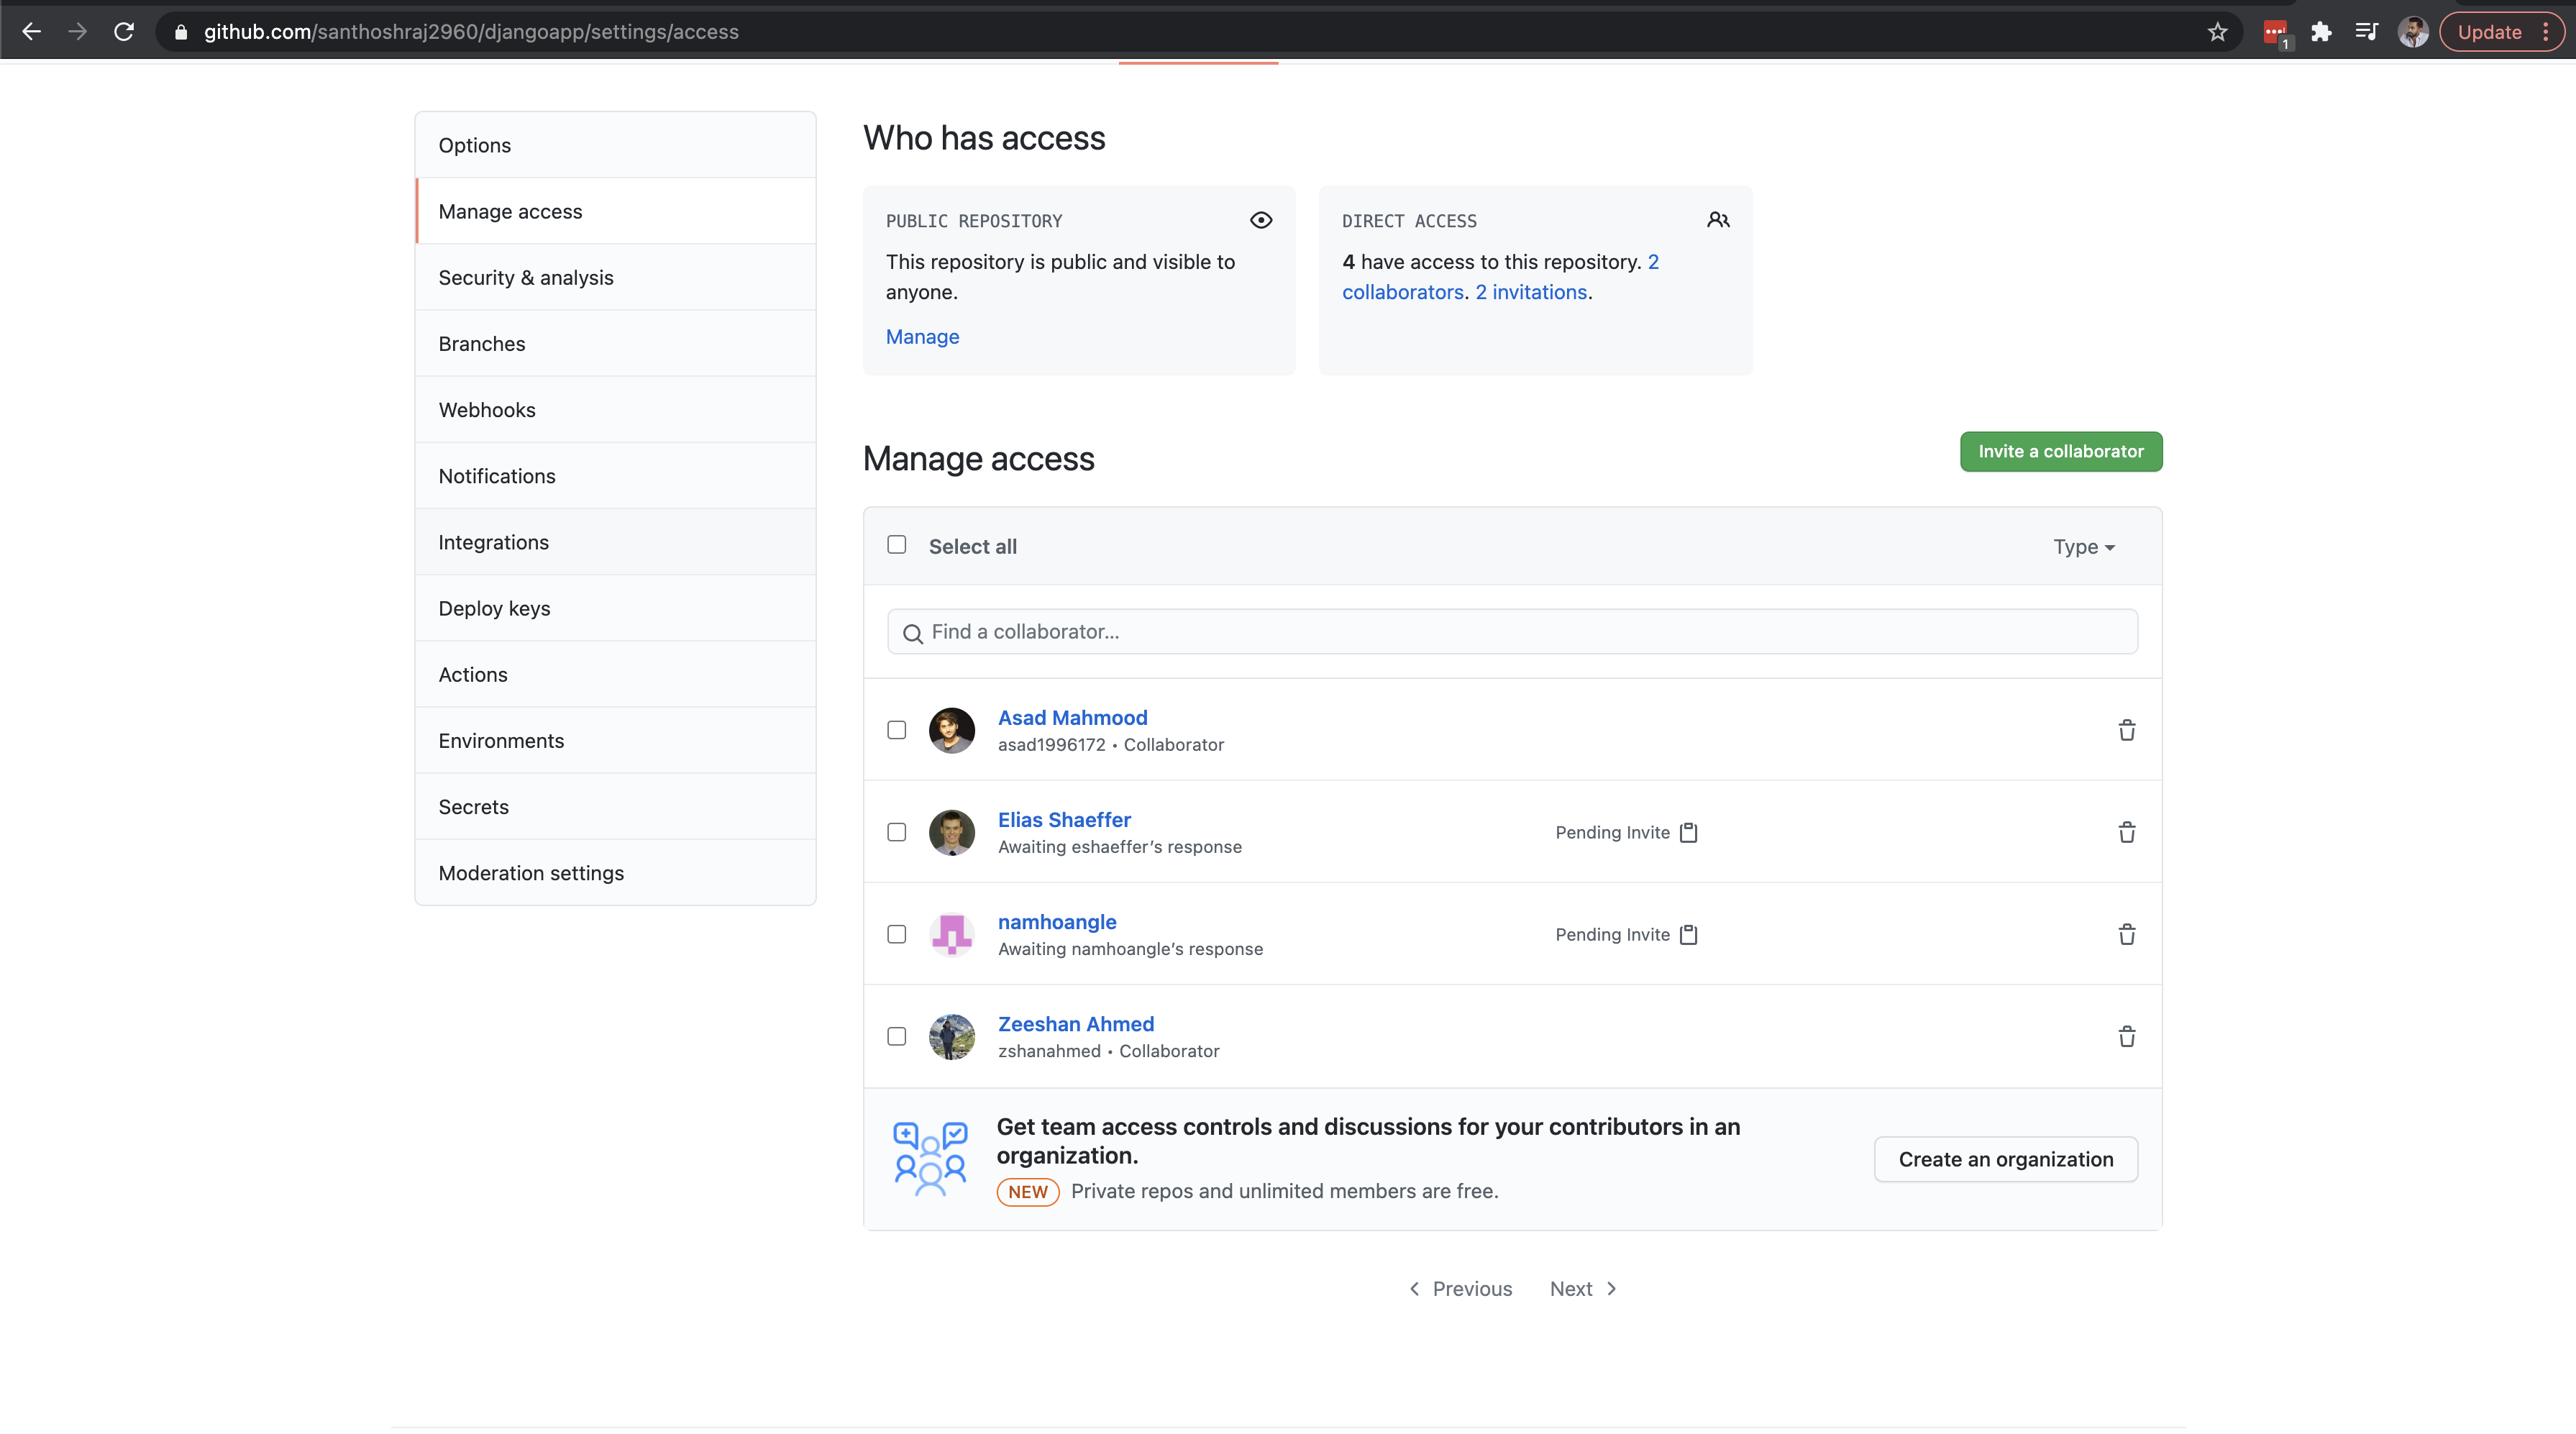 github.com/santhoshraj2960/djangoapp/settings/access
1
Update
Options
Manage access
Security & analysis
Branches
Webhooks
Notifications
Integrations
Deploy keys
Actions
Environments
Secrets
Moderation settings
Who has access
PUBLIC REPOSITORY
This repository is public and visible to
anyone.
Manage
DIRECT ACCESS
4 have access to this repository. 2
collaborators. 2 invitations.
Manage access
Invite a collaborator
Select all
Type
Find a collaborator...
Asad Mahmood
asad1996172 • Collaborator
Elias Shaeffer
Awaiting eshaeffer’s response
Pending Invite
namhoangle
Awaiting namhoangle’s response
Pending Invite
Zeeshan Ahmed
zshanahmed • Collaborator
Get team access controls and discussions for your contributors in an
organization.
NEW Private repos and unlimited members are free.
Create an organization
Previous Next